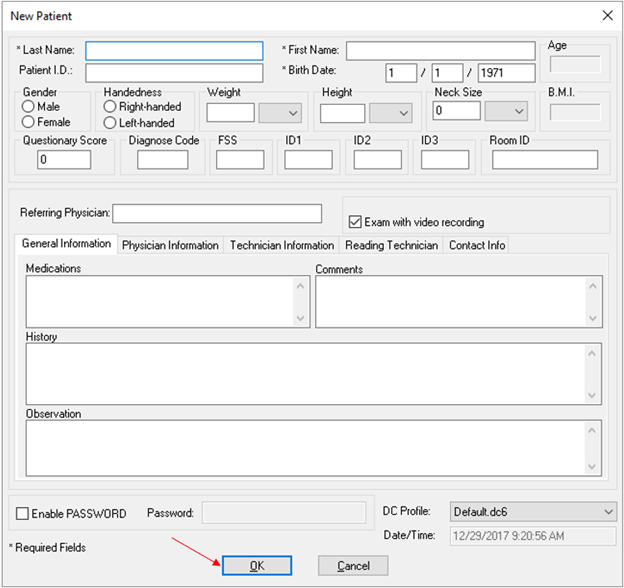 New Patient
* Last Name:
* First Name:
Age
Patient I.D.:
* Birth Date: 1 / 1 / 1971
Gender
Handedness
Weight
Height
Neck Size
B.M.I.
Male
Right-handed
0
Female
Left-handed
Questionary Score
Diagnose Code
FSS
ID1
ID2
ID3
Room ID
0
Referring Physician:
Exam with video recording
General Information Physician Information Technician Information Reading Technician Contact Info
Medications
Comments
History
Observation
Enable PASSWORD
Password:
DC Profile: Default.dc6
Date/Time: 12/29/2017 9:20:56 AM
* Required Fields
OK
Cancel